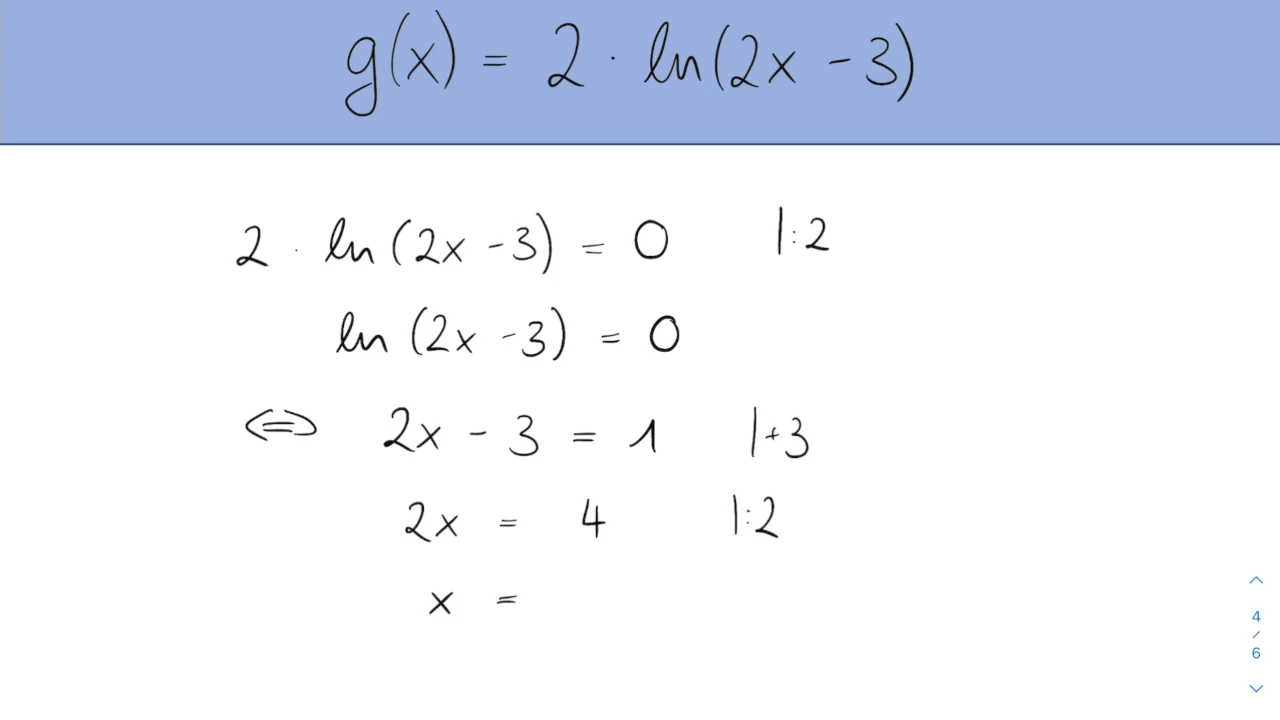 g(x) = 2 · ln(2x - 3)
2 · ln(2x - 3) = 0 |:2
ln(2x - 3) = 0
⇔ 2x - 3 = 1 |+3
2x = 4 |:2
x =
4
/
6